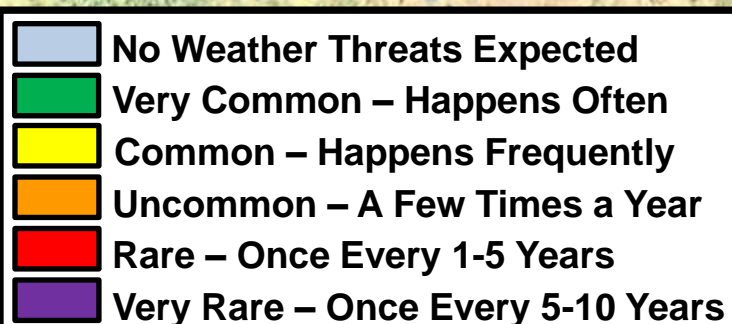 No Weather Threats Expected
Very Common – Happens Often
Common – Happens Frequently
Uncommon – A Few Times a Year
Rare – Once Every 1-5 Years
Very Rare – Once Every 5-10 Years